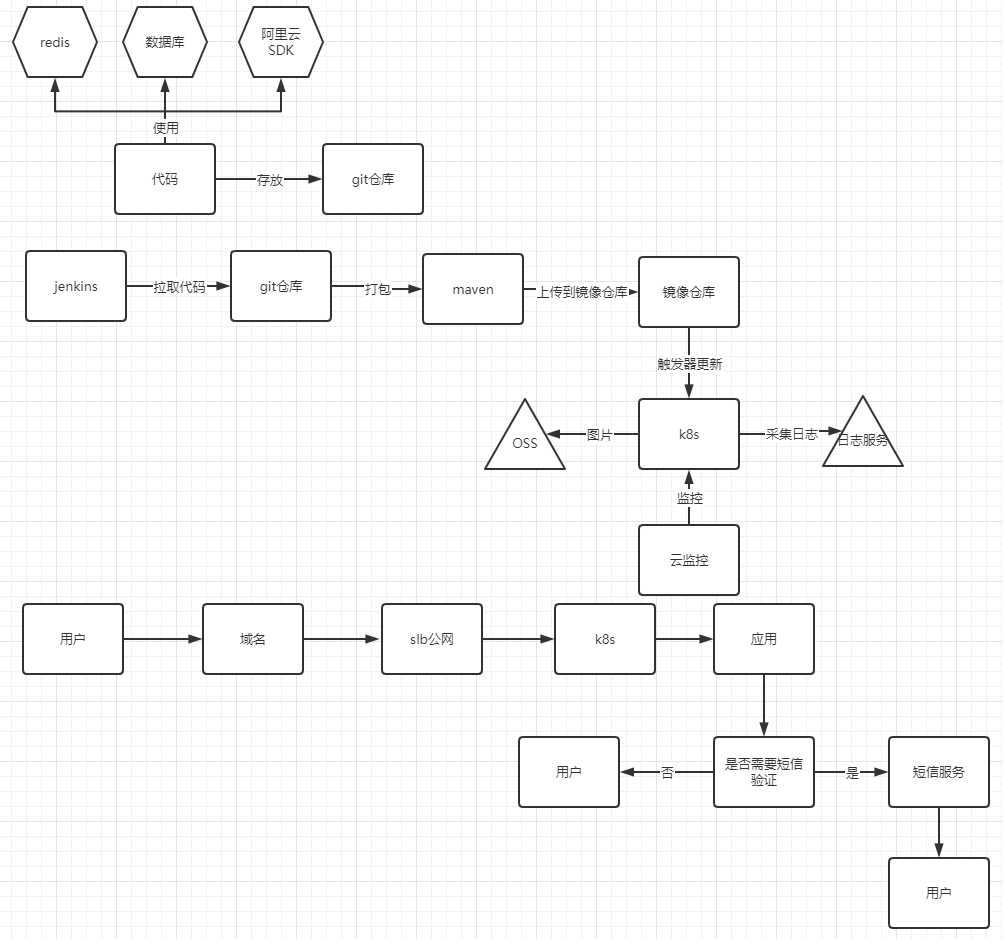 redis
数据库
阿里云
SDK
使用
代码
存放
git仓库
jenkins
拉取代码
git仓库
打包
maven
上传到镜像仓库
镜像仓库
触发器更新
OSS
图片
k8s
采集日志
日志服务
监控
云监控
用户
域名
slb公网
k8s
应用
用户
否
是否需要短信
验证
是
短信服务
用户